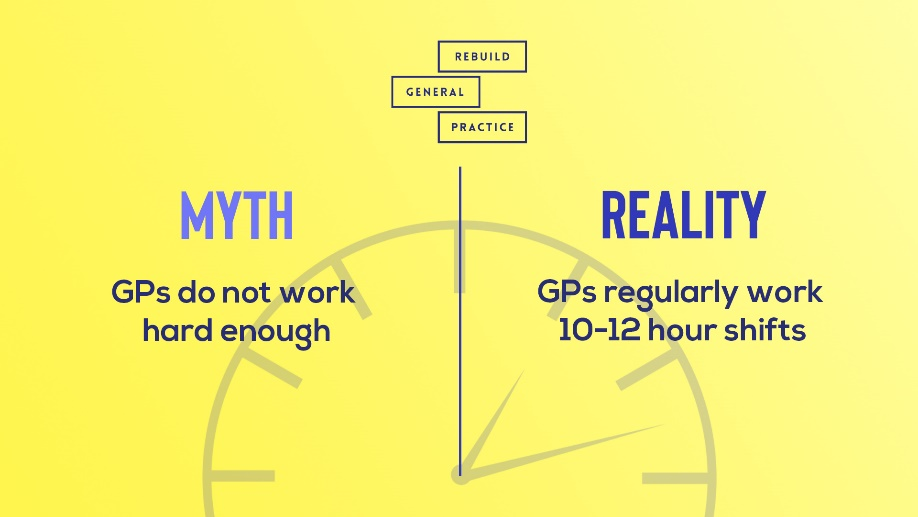 REBUILD
GENERAL
PRACTICE
MYTH
GPs do not work
hard enough
REALITY
GPs regularly work
10-12 hour shifts